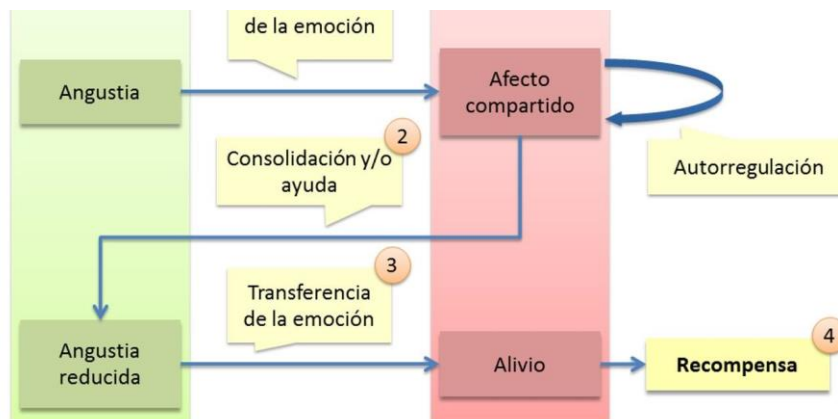 de la emoción
Angustia
Afecto
compartido
2
Consolidación y/o
ayuda
Autorregulación
3
Transferencia
de la emoción
Angustia
reducida
Alivio
4
Recompensa